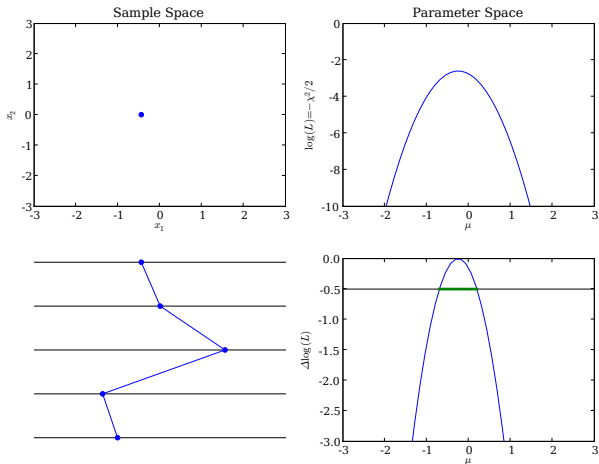 Sample Space
3
2
1
0
-1
-2
-3
x₂
-3 -2 -1 0 1 2 3
x₁
Parameter Space
0
-2
-4
-6
-8
-10
log(L)=−χ²/2
-3 -2 -1 0 1 2 3
μ
0.0
-0.5
-1.0
-1.5
-2.0
-2.5
-3.0
Δlog(L)
-3 -2 -1 0 1 2 3
μ